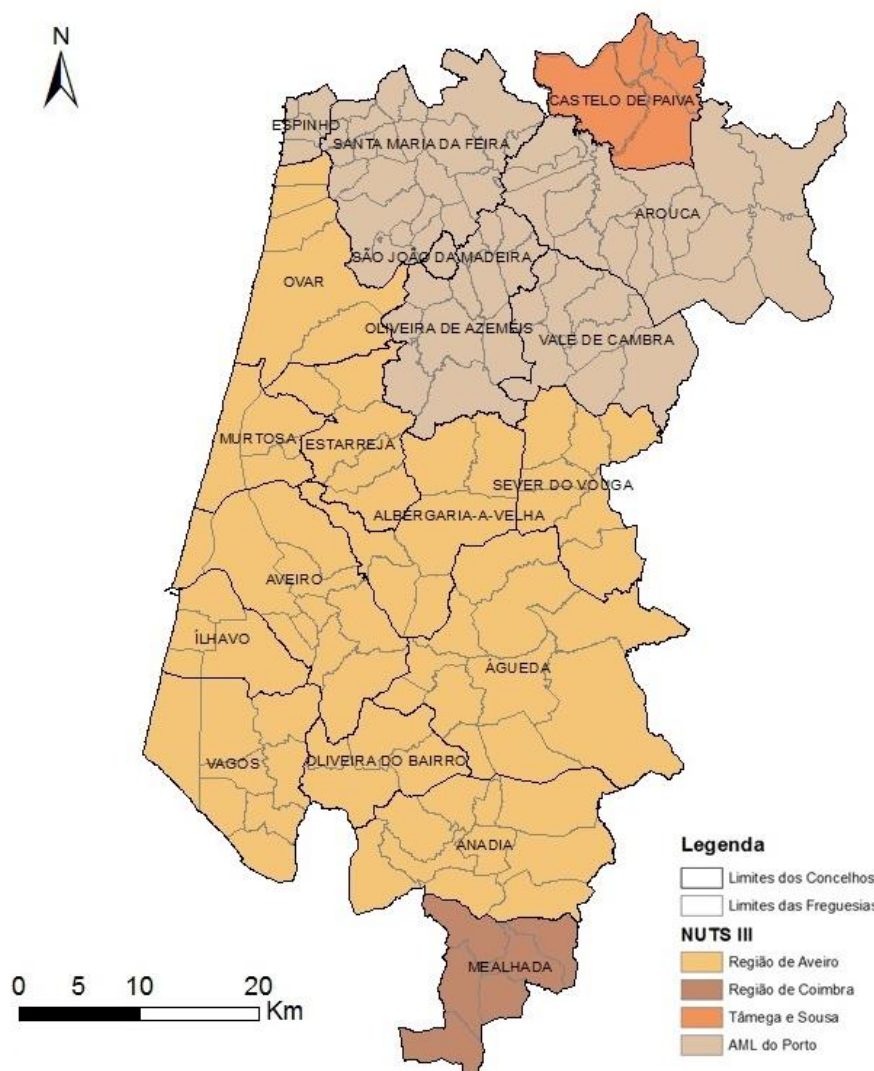 N
CASTELO DE PAIVA
ESPINHO
SANTA MARIA DA FEIRA
AROUCA
SÃO JOÃO DA MADEIRA
OVAR
OLIVEIRA DE AZEMÉIS
VALE DE CAMBRA
MURTOSA
ESTARREJA
SEVER DO VOUGA
ALBERGARIA-A-VELHA
AVEIRO
ÍLHAVO
ÁGUEDA
VAGOS
OLIVEIRA DO BAIRRO
ANADIA
MEALHADA
Legenda
Limites dos Concelhos
Limites das Freguesias
NUTS III
Região de Aveiro
Região de Coimbra
Tâmega e Sousa
AML do Porto
0 5 10 20
Km